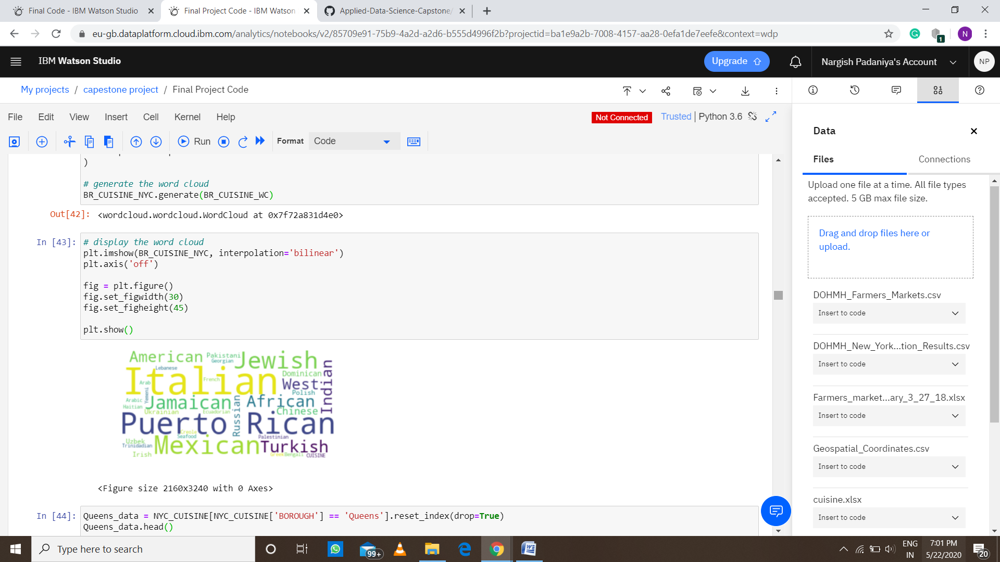 Final Code - IBM Watson Studio
Final Project Code - IBM Watson
Applied-Data-Science-Capstone/
eu-gb.dataplatform.cloud.ibm.com/analytics/notebooks/v2/85709e91-75b9-4a2d-a2d6-b555d4996f2b?projectid=ba1e9a2b-7008-4157-aa28-0efa1de7eefe&context=wdp
1
N
IBM Watson Studio
Upgrade
Nargish Padaniya's Account
NP
My projects / capestone project / Final Project Code
File Edit View Insert Cell Kernel Help
Not Connected
Trusted | Python 3.6
Run
Format
Code
)
# generate the word cloud
BR_CUISINE_NYC.generate(BR_CUISINE_WC)
Out[42]: <wordcloud.wordcloud.WordCloud at 0x7f72a831d4e0>
In [43]: # display the word cloud
plt.imshow(BR_CUISINE_NYC, interpolation='bilinear')
plt.axis('off')
fig = plt.figure()
fig.set_figwidth(30)
fig.set_figheight(45)
plt.show()
American
Pakistani
Georgian
Jewish
Lebanese
Italian
Dominican
Indian
Arab
French
West
Polish
Yemeni
Arabic
Haitian
Jamaican
Russian
African
Chinese
Ukrainian
Ecuadorian
Puerto Rican
Creole
Seafood
Palestinian
Uzbek
Trinidadian
Mexican
Turkish
Irish
Greek
Bengali
CUISINE
<Figure size 2160x3240 with 0 Axes>
In [44]: Queens_data = NYC_CUISINE[NYC_CUISINE['BOROUGH'] == 'Queens'].reset_index(drop=True)
Queens_data.head()
Data
Files
Connections
Upload one file at a time. All file types
accepted. 5 GB max file size.
Drag and drop files here or
upload.
DOHMH_Farmers_Markets.csv
Insert to code
DOHMH_New_York...tion_Results.csv
Insert to code
Farmers_market...ary_3_27_18.xlsx
Insert to code
Geospatial_Coordinates.csv
Insert to code
cuisine.xlsx
Insert to code
Type here to search
99+
ENG
IN
7:01 PM
5/22/2020
20